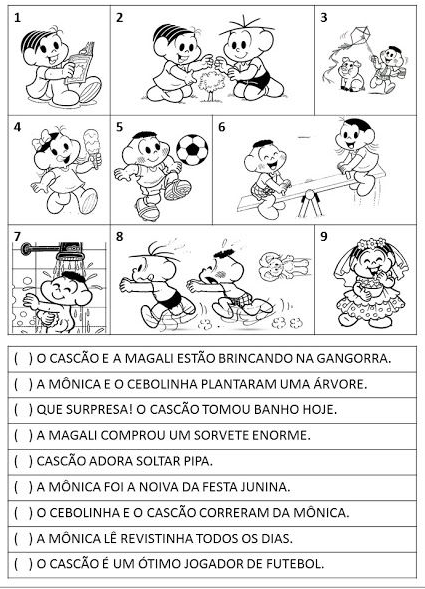 1
2
3
4
5
6
7
8
9
( ) O CASCÃO E A MAGALI ESTÃO BRINCANDO NA GANGORRA.
( ) A MÔNICA E O CEBOLINHA PLANTARAM UMA ÁRVORE.
( ) QUE SURPRESA! O CASCÃO TOMOU BANHO HOJE.
( ) A MAGALI COMPROU UM SORVETE ENORME.
( ) CASCÃO ADORA SOLTAR PIPA.
( ) A MÔNICA FOI A NOIVA DA FESTA JUNINA.
( ) O CEBOLINHA E O CASCÃO CORRERAM DA MÔNICA.
( ) A MÔNICA LÊ REVISTINHA TODOS OS DIAS.
( ) O CASCÃO É UM ÓTIMO JOGADOR DE FUTEBOL.